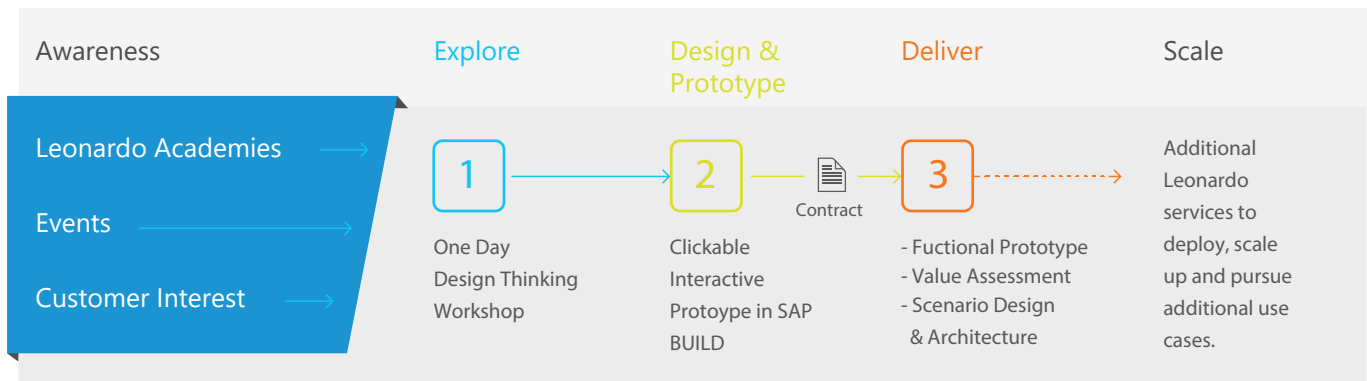 Awareness
Explore
Design &
Prototype
Deliver
Scale
Leonardo Academies
Events
Customer Interest
1
One Day
Design Thinking
Workshop
2
Clickable
Interactive
Protoype in SAP
BUILD
Contract
3
- Fuctional Prototype
- Value Assessment
- Scenario Design
& Architecture
Additional
Leonardo
services to
deploy, scale
up and pursue
additional use
cases.